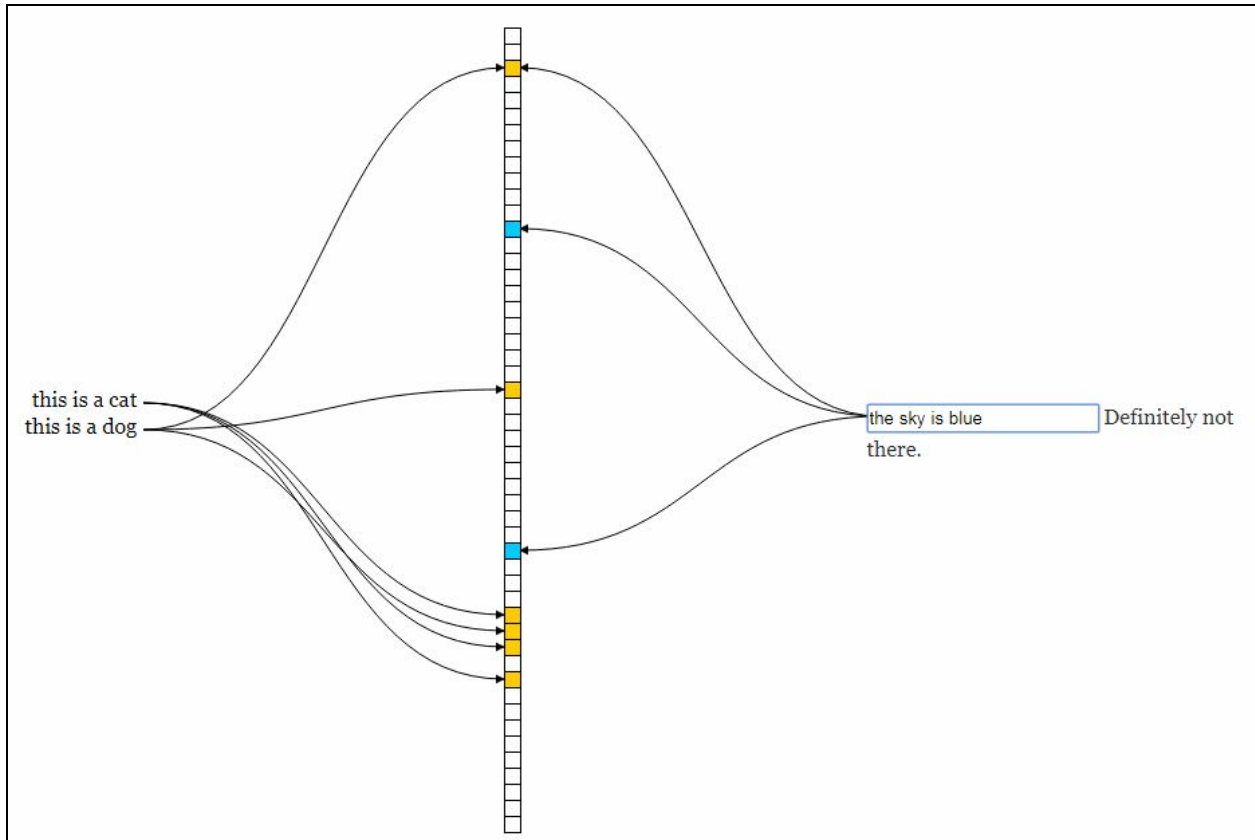 this is a cat
this is a dog
the sky is blue Definitely not
there.